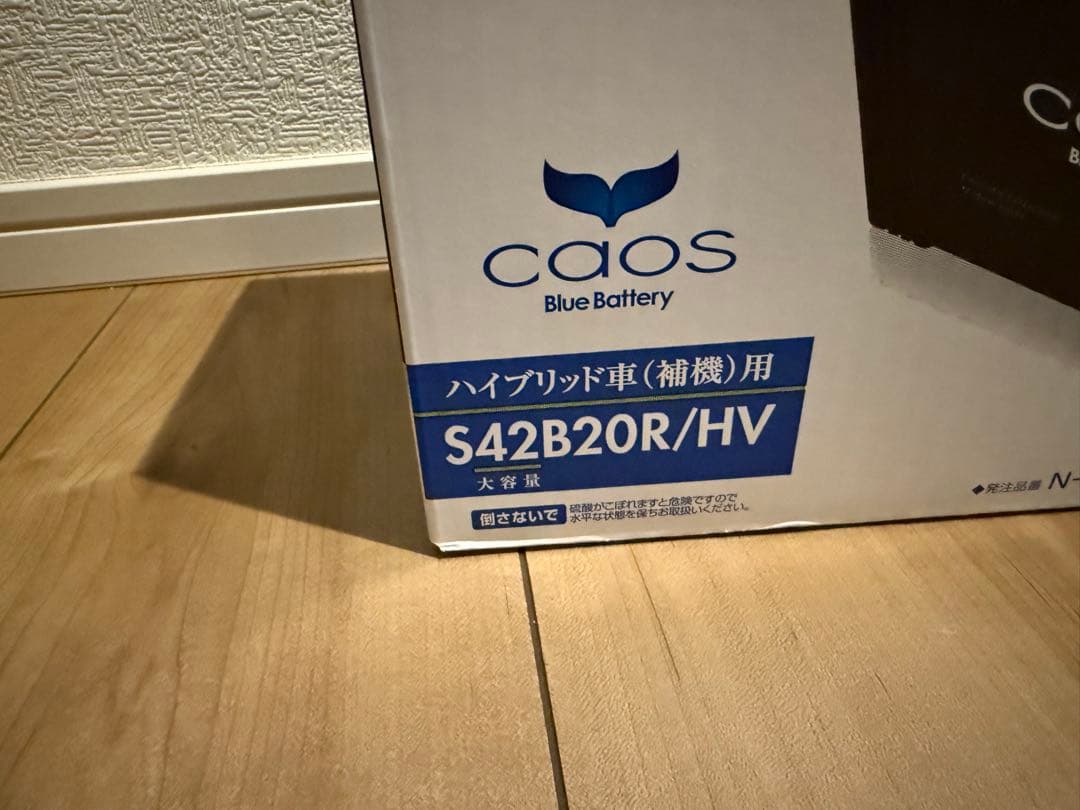 caos
Blue Battery
ハイブリッド車(補機)用
S42B20R/HV
大容量
倒さないで
硫酸がこぼれますと危険ですので
水平な状態を保ちお取扱いください。
◆発注品番 N-
C
B